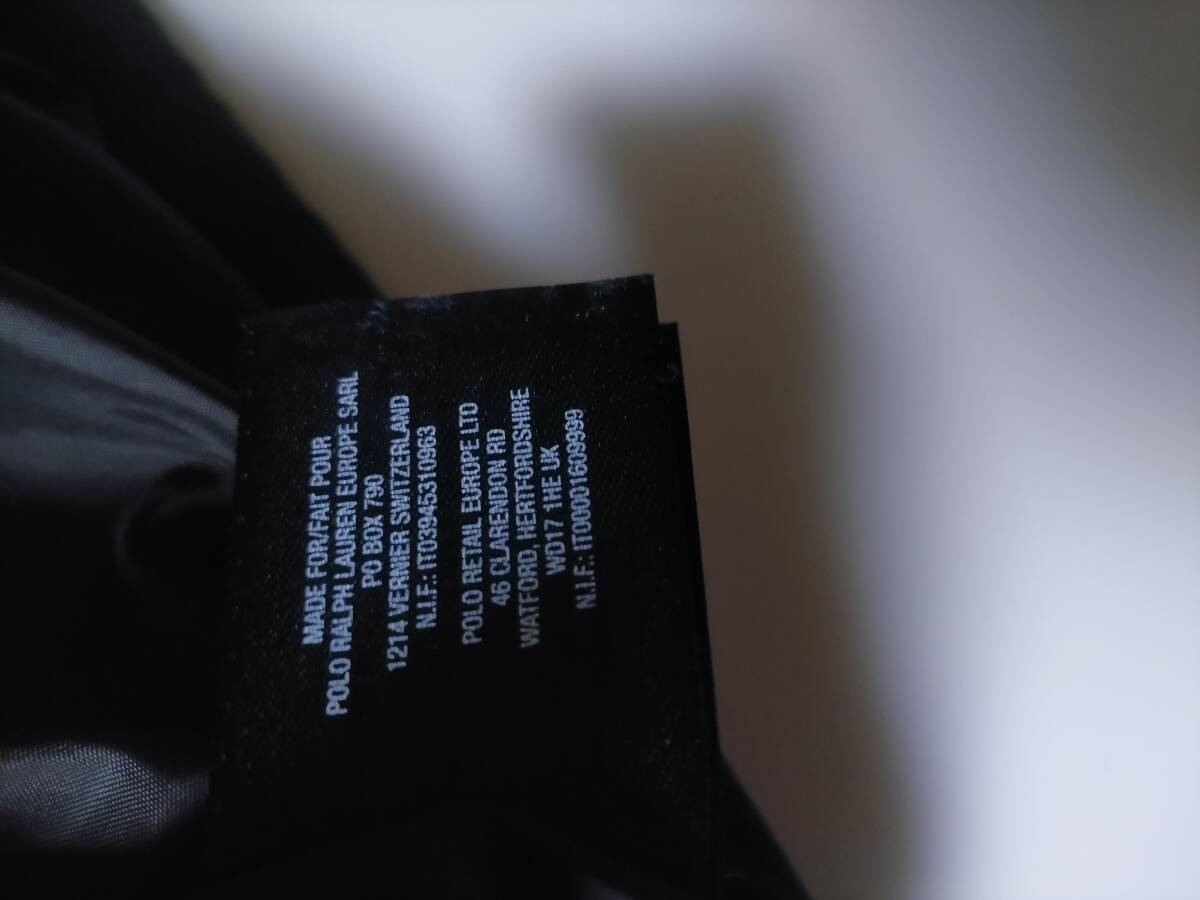 MADE FOR/FAIT POUR
POLO RALPH LAUREN EUROPE SARL
PO BOX 790
1214 VERNIER SWITZERLAND
N.I.F.: IT03945310963
POLO RETAIL EUROPE LTD
46 CLARENDON RD
WATFORD, HERTFORDSHIRE
WD17 1HE UK
N.I.F.: IT00001609999